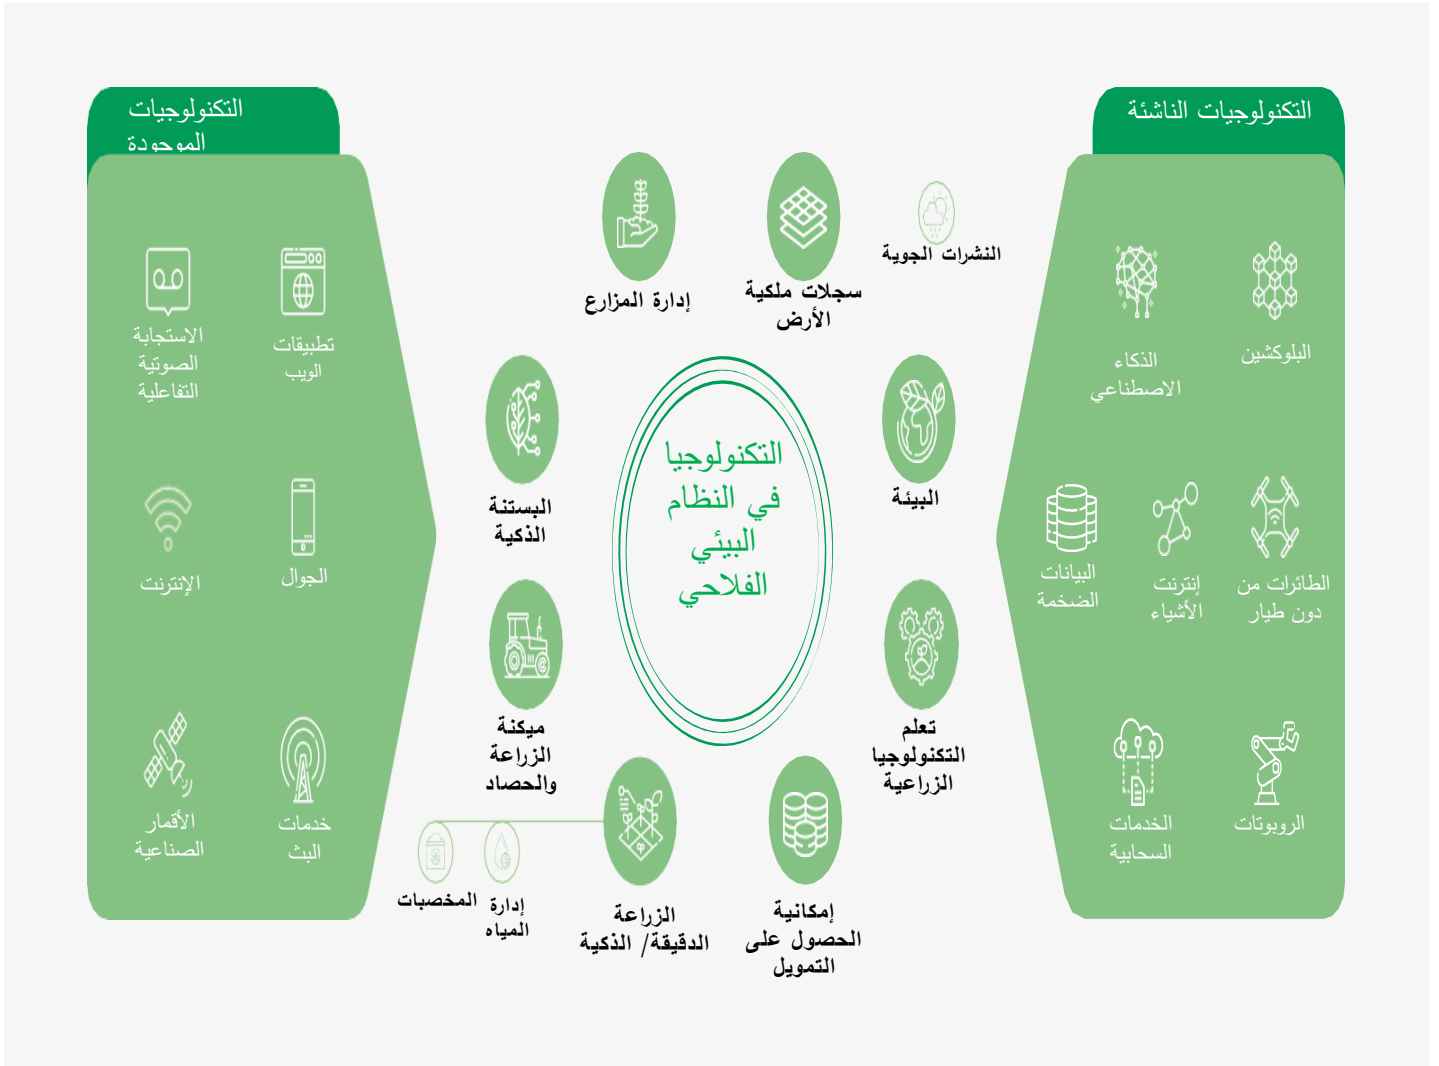 التكنولوجيات الناشئة
البلوكشين
الذكاء
الاصطناعي
الطائرات من
دون طيار
إنترنت
الأشياء
البيانات
الضخمة
الروبوتات
الخدمات
السحابية
النشرات الجوية
سجلات ملكية
الأرض
إدارة المزارع
البيئة
البستنة
الذكية
التكنولوجيا
في النظام
البيئي
الفلاحي
تعلم
التكنولوجيا
الزراعية
ميكنة
الزراعة
والحصاد
إمكانية
الحصول على
التمويل
الزراعة
الدقيقة/ الذكية
إدارة
المياه
المخصبات
التكنولوجيات
الموجودة
تطبيقات
الويب
الاستجابة
الصوتية
التفاعلية
الجوال
الإنترنت
خدمات
البث
الأقمار
الصناعية